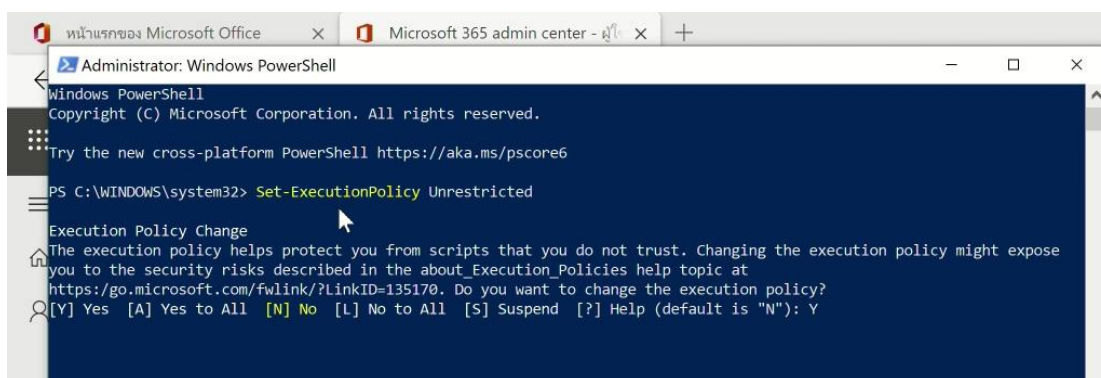 หน้าแรกของ Microsoft Office
Microsoft 365 admin center - ผู้ใช้
Administrator: Windows PowerShell
Windows PowerShell
Copyright (C) Microsoft Corporation. All rights reserved.
Try the new cross-platform PowerShell https://aka.ms/pscore6
PS C:\WINDOWS\system32> Set-ExecutionPolicy Unrestricted
Execution Policy Change
The execution policy helps protect you from scripts that you do not trust. Changing the execution policy might expose
you to the security risks described in the about_Execution_Policies help topic at
https:/go.microsoft.com/fwlink/?LinkID=135170. Do you want to change the execution policy?
[Y] Yes  [A] Yes to All  [N] No  [L] No to All  [S] Suspend  [?] Help (default is "N"): Y